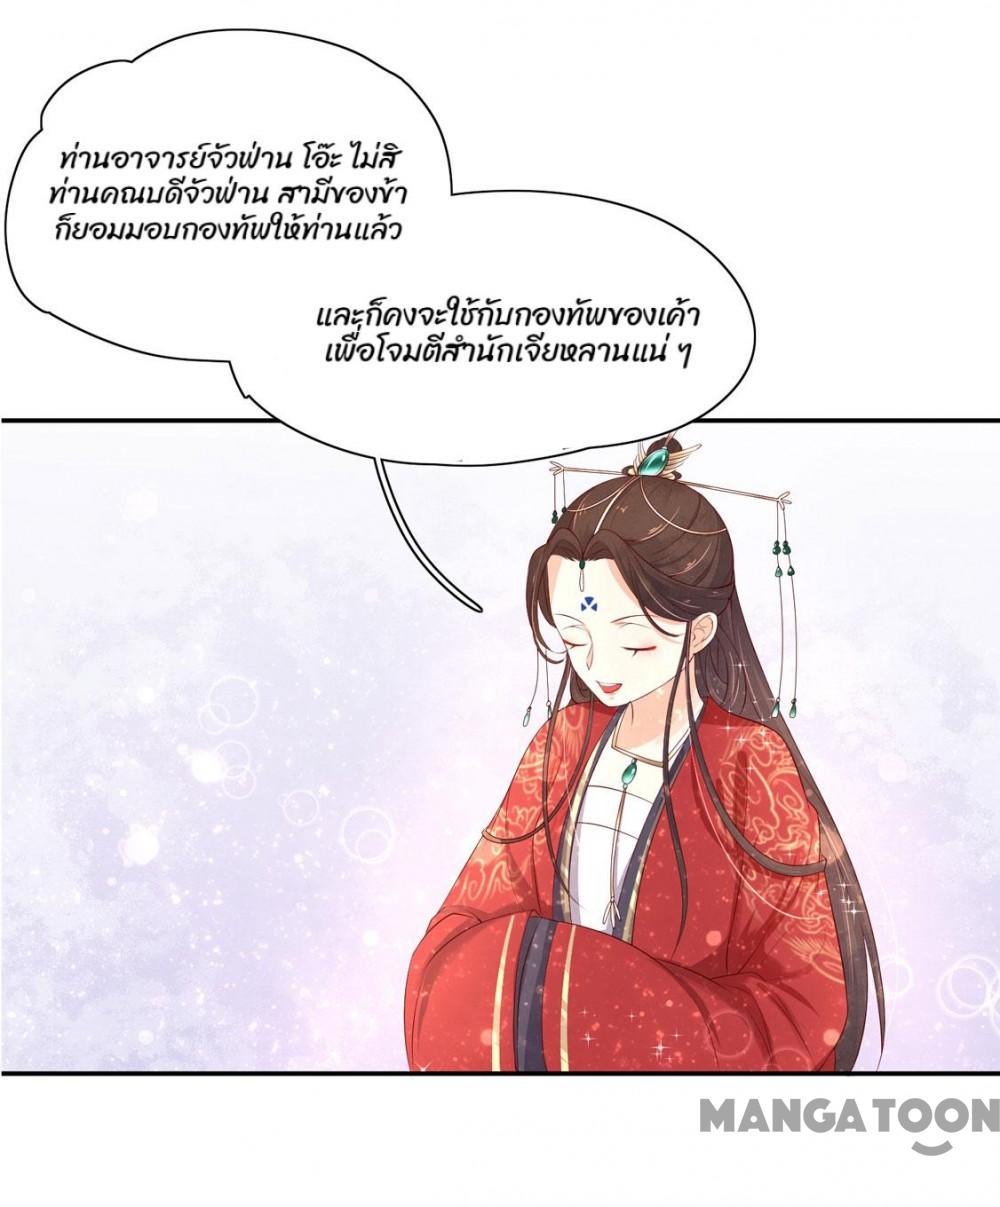 ท่านอาจารย์จัวฟ่าน โอ๊ะ ไม่สิ
ท่านคณบดีจัวฟ่าน สามีของข้า
ก็ยอมมอบกองทัพให้ท่านแล้ว
และก็คงจะใช้กับกองทัพของเค้า
เพื่อโจมตีสำนักเจียหลานแน่ ๆ
MANGATOON